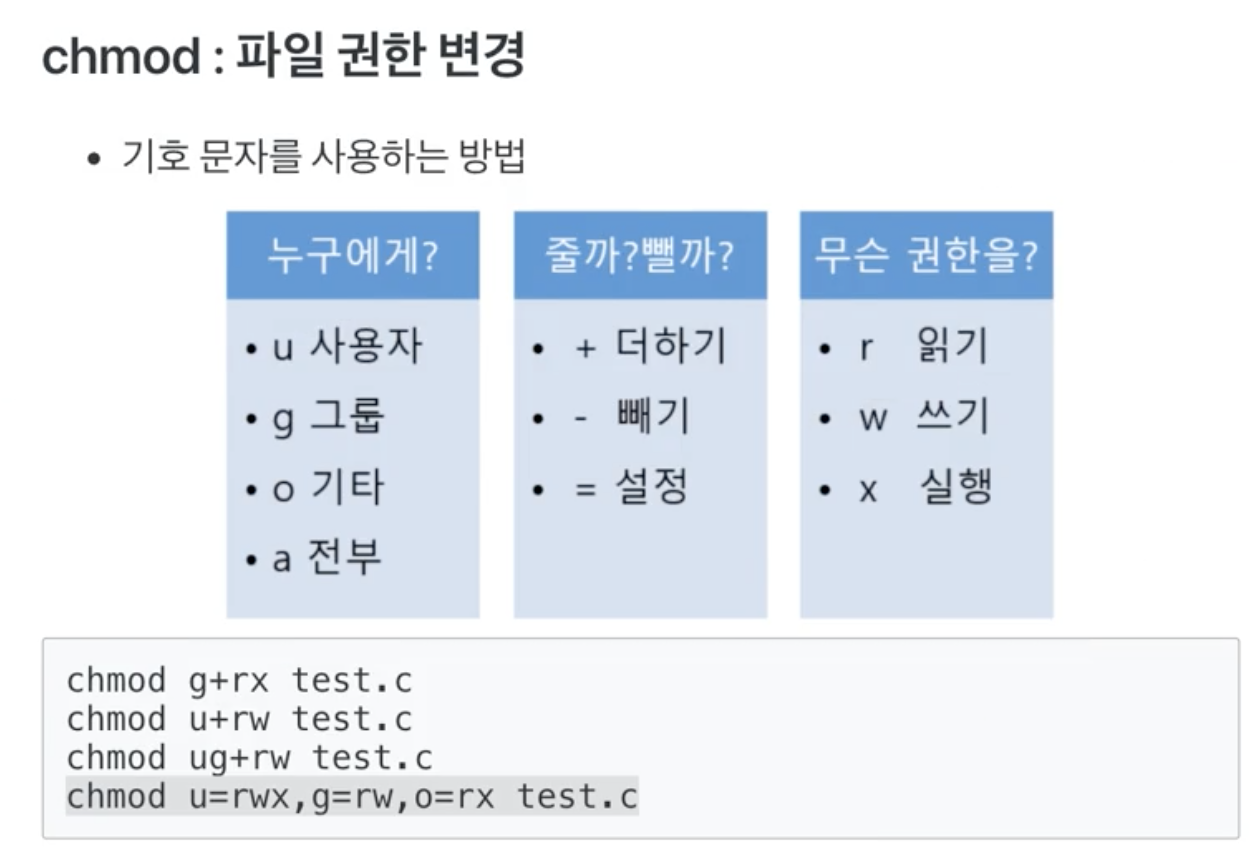 chmod : 파일 권한 변경
• 기호 문자를 사용하는 방법
누구에게?
• u 사용자
• g 그룹
• o 기타
• a 전부
줄까?뺄까?
• + 더하기
• - 빼기
• = 설정
무슨 권한을?
• r 읽기
• w 쓰기
• x 실행
chmod g+rx test.c
chmod u+rw test.c
chmod ug+rw test.c
chmod u=rwx,g=rw,o=rx test.c